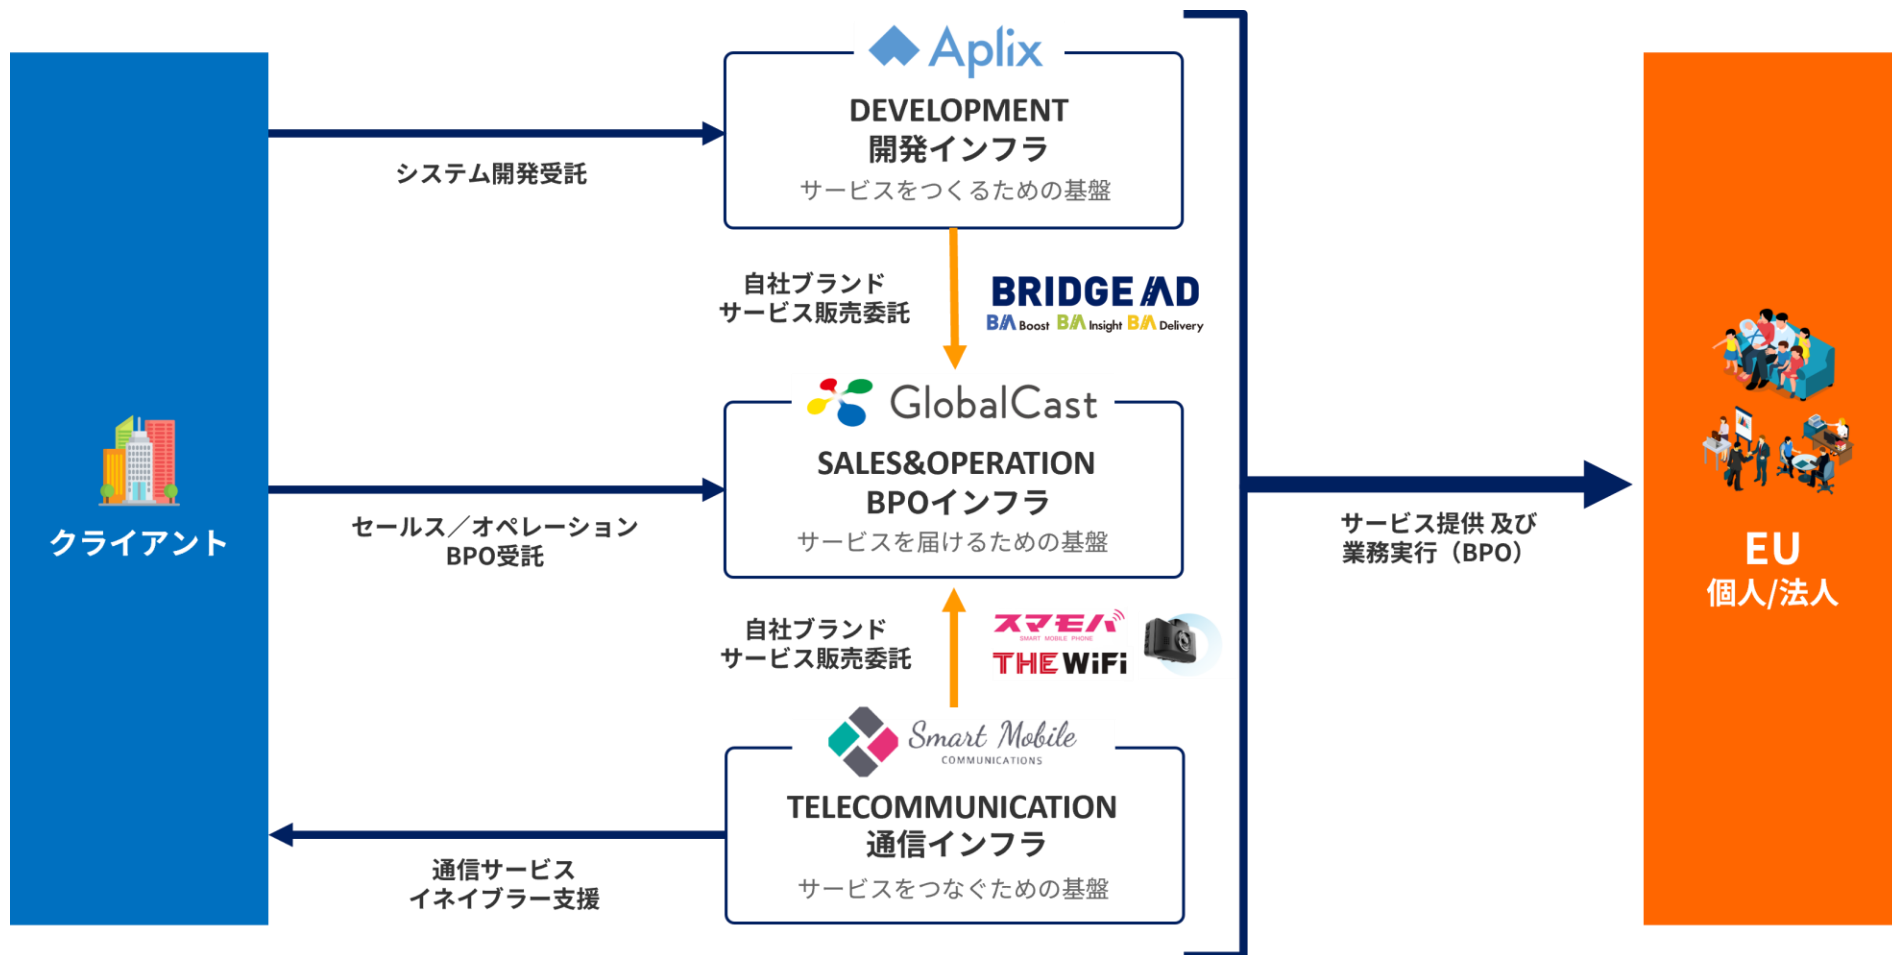 Aplix
DEVELOPMENT
開発インフラ
サービスをつくるための基盤
システム開発受託
自社ブランド
サービス販売委託
BRIDGE AD
BA Boost BA Insight BA Delivery
GlobalCast
SALES&OPERATION
BPOインフラ
サービスを届けるための基盤
クライアント
セールス／オペレーション
BPO受託
サービス提供 及び
業務実行（BPO）
EU
個人/法人
自社ブランド
サービス販売委託
スマモバ
SMART MOBILE PHONE
THE WiFi
Smart Mobile
COMMUNICATIONS
TELECOMMUNICATION
通信インフラ
サービスをつなぐための基盤
通信サービス
イネイブラー支援